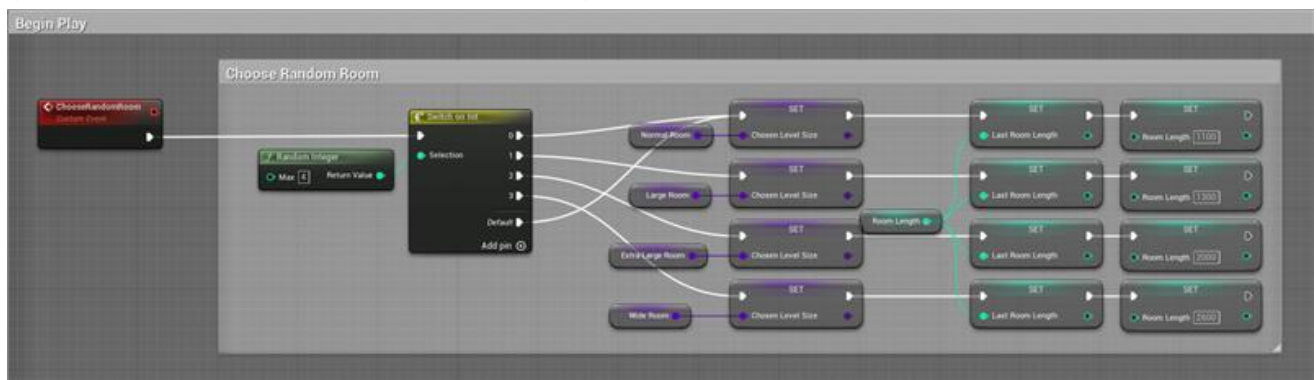 Begin Play
Choose Random Room
ChooseRandomRoom
Custom Event
Random Integer
Max 4 Return Value
Switch on Int
0
Selection 1
2
3
Default
Add pin
Normal Room
SET
Chosen Level Size
SET
Last Room Length
SET
Room Length 1100
Large Room
SET
Chosen Level Size
SET
Last Room Length
SET
Room Length 1300
Room Length
Extra Large Room
SET
Chosen Level Size
SET
Last Room Length
SET
Room Length 2000
Wide Room
SET
Chosen Level Size
SET
Last Room Length
SET
Room Length 2600